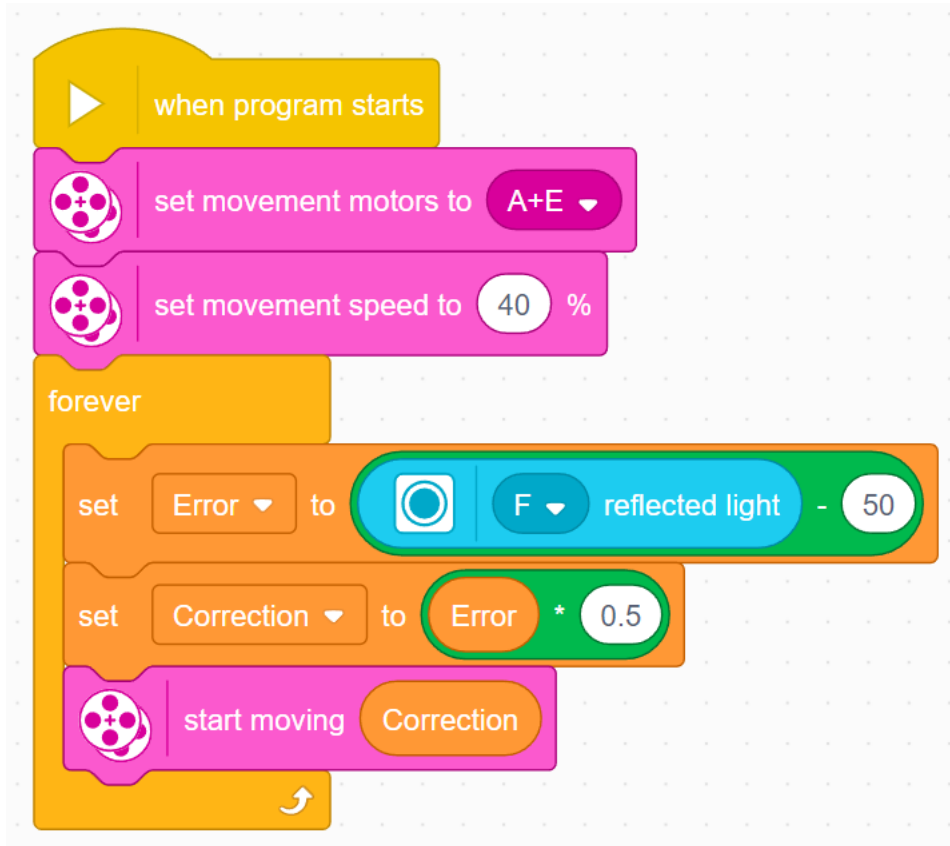 when program starts
set movement motors to A+E
set movement speed to 40 %
forever
set Error to F reflected light - 50
set Correction to Error * 0.5
start moving Correction